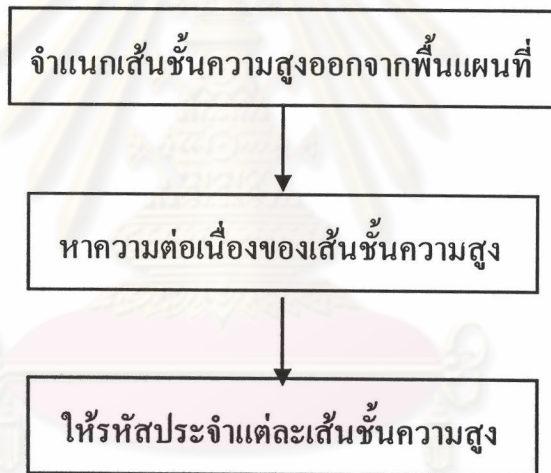 จำแนกเส้นชั้นความสูงออกจากพื้นแผนที่
หาความต่อเนื่องของเส้นชั้นความสูง
ให้รหัสประจำแต่ละเส้นชั้นความสูง